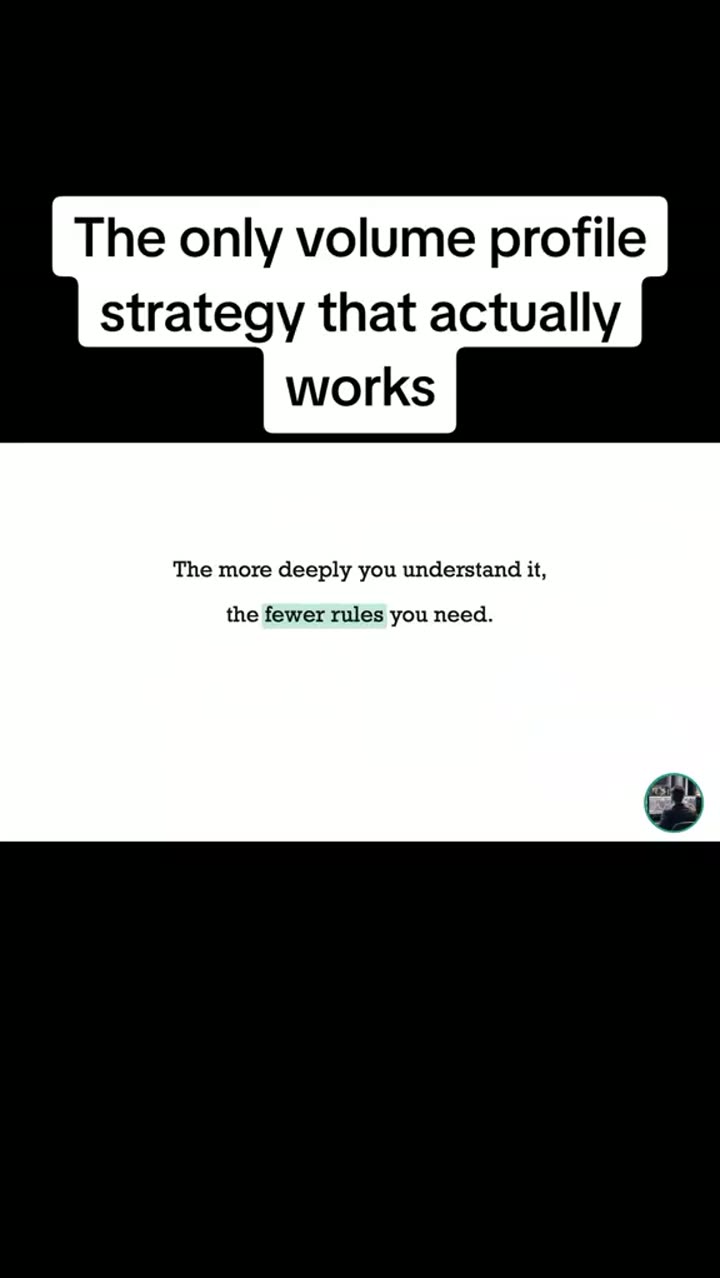 The only volume profile
strategy that actually
works
The more deeply you understand it,
the fewer rules you need.